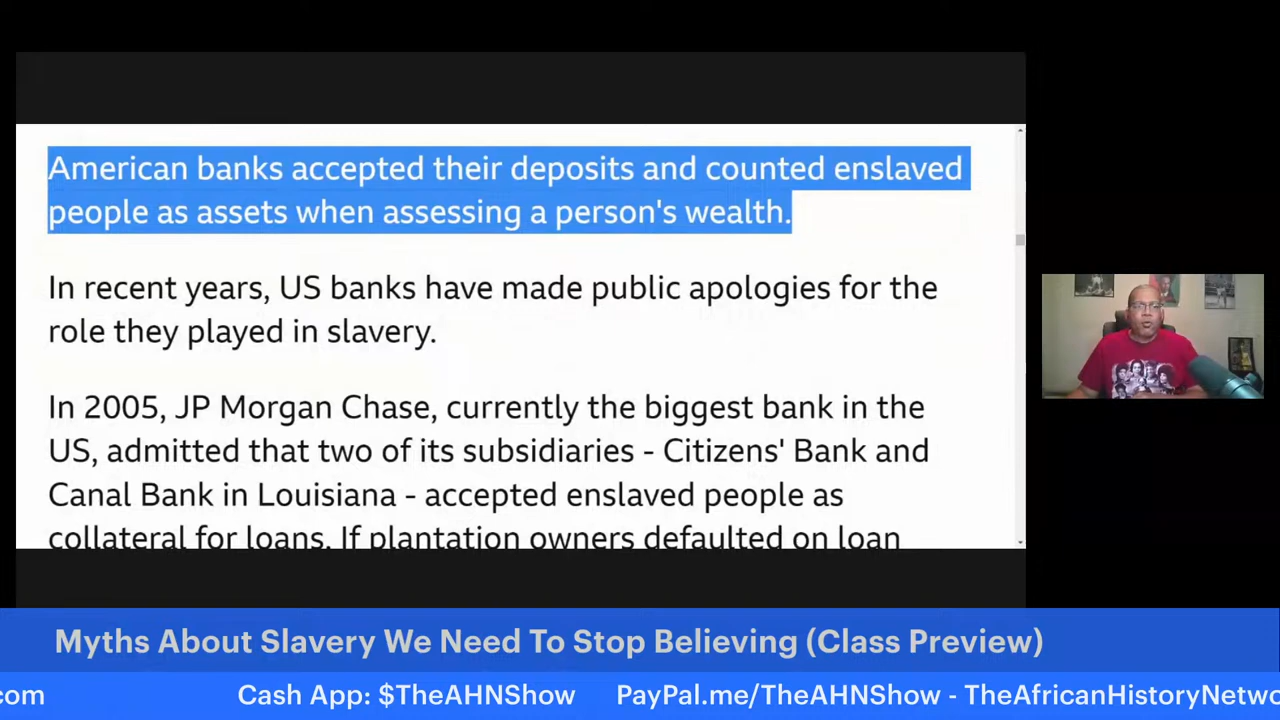 American banks accepted their deposits and counted enslaved
people as assets when assessing a person's wealth.
In recent years, US banks have made public apologies for the
role they played in slavery.
In 2005, JP Morgan Chase, currently the biggest bank in the
US, admitted that two of its subsidiaries - Citizens' Bank and
Canal Bank in Louisiana - accepted enslaved people as
collateral for loans. If plantation owners defaulted on loan
Myths About Slavery We Need To Stop Believing (Class Preview)
com Cash App: $TheAHNShow PayPal.me/TheAHNShow - TheAfricanHistoryNetwo